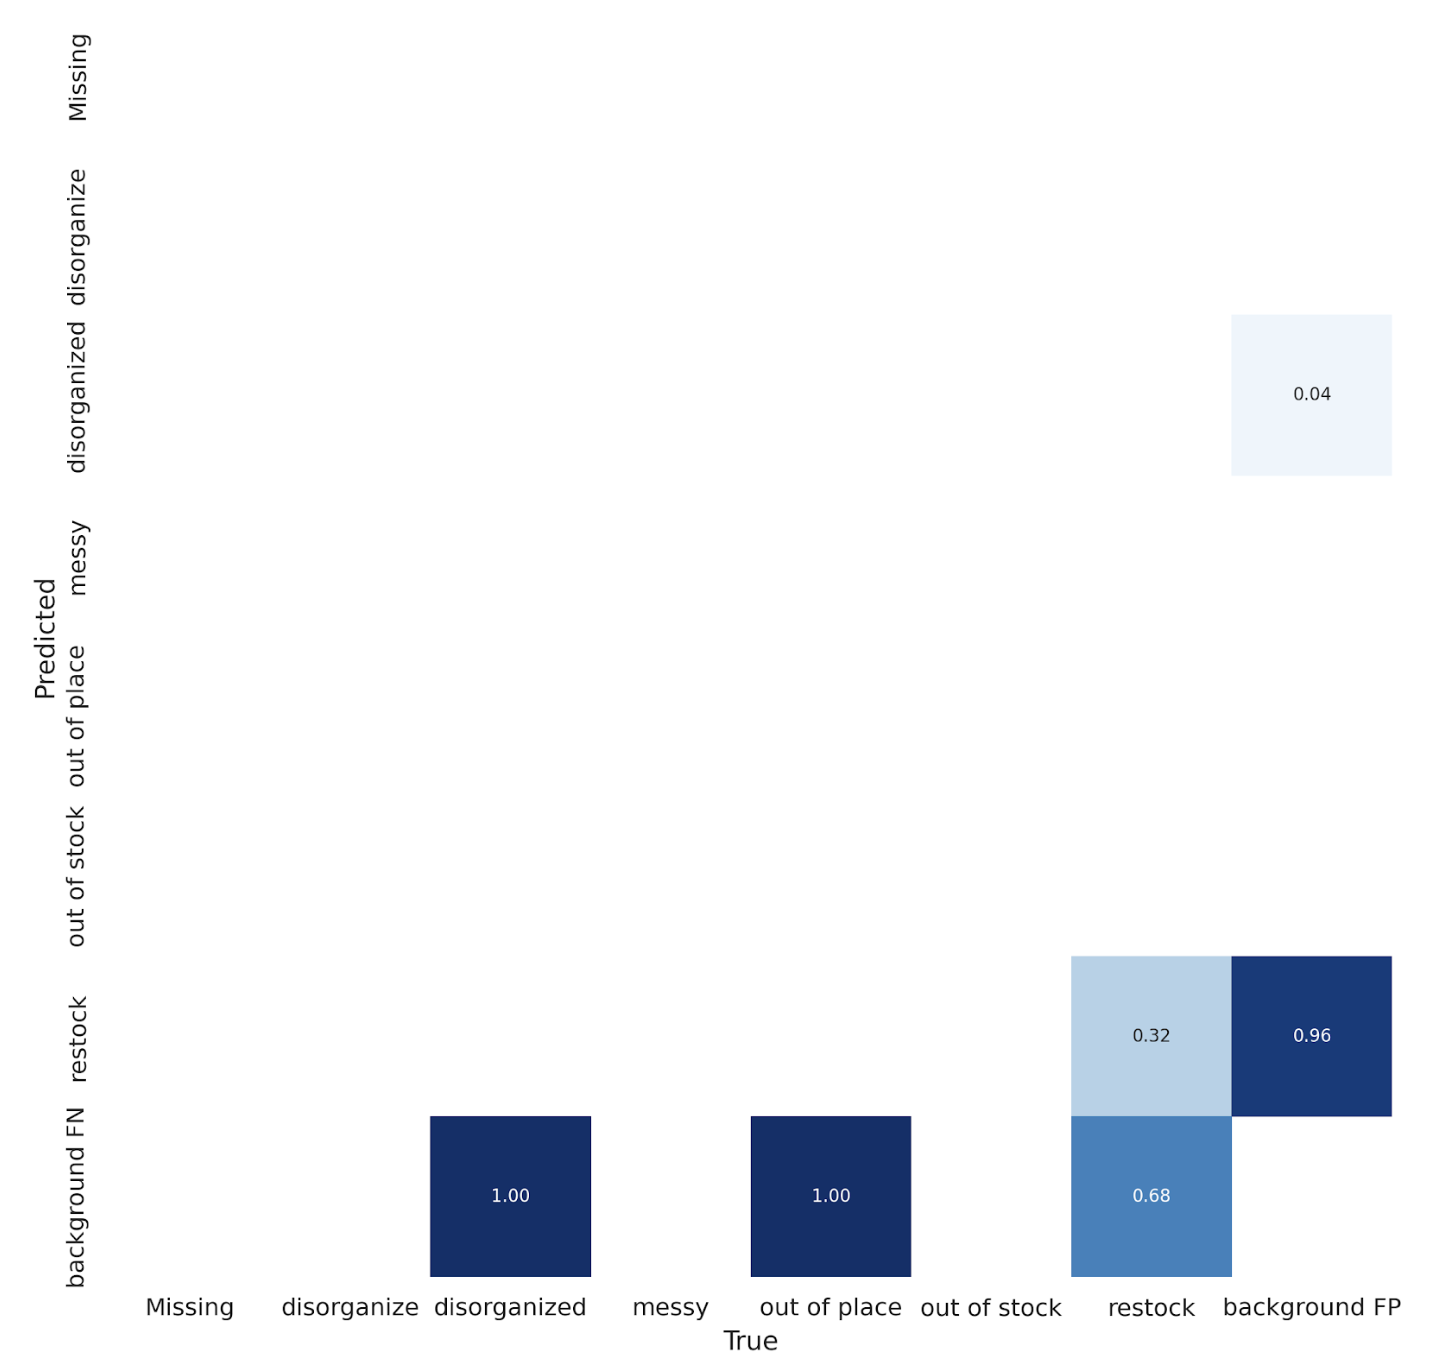 Missing
disorganize
disorganized
0.04
messy
Predicted
out of place
out of stock
restock
0.32
0.96
background FN
1.00
1.00
0.68
Missing
disorganize
disorganized
messy
out of place
out of stock
restock
background FP
True